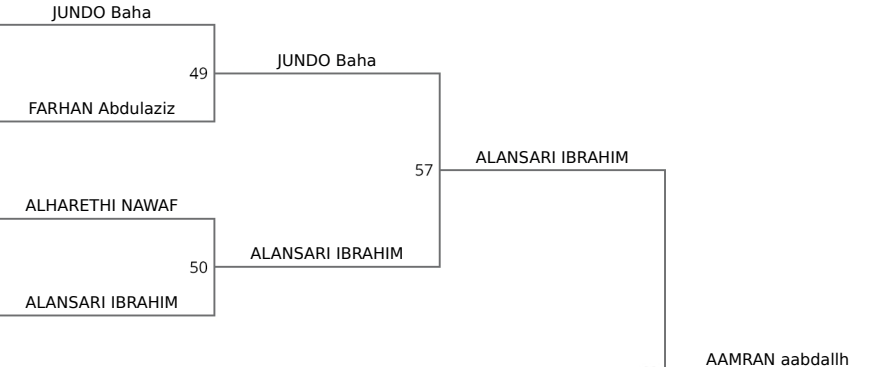 JUNDO Baha
49
JUNDO Baha
FARHAN Abdulaziz
57
ALANSARI IBRAHIM
ALHARETHI NAWAF
50
ALANSARI IBRAHIM
ALANSARI IBRAHIM
AAMRAN aabdallh